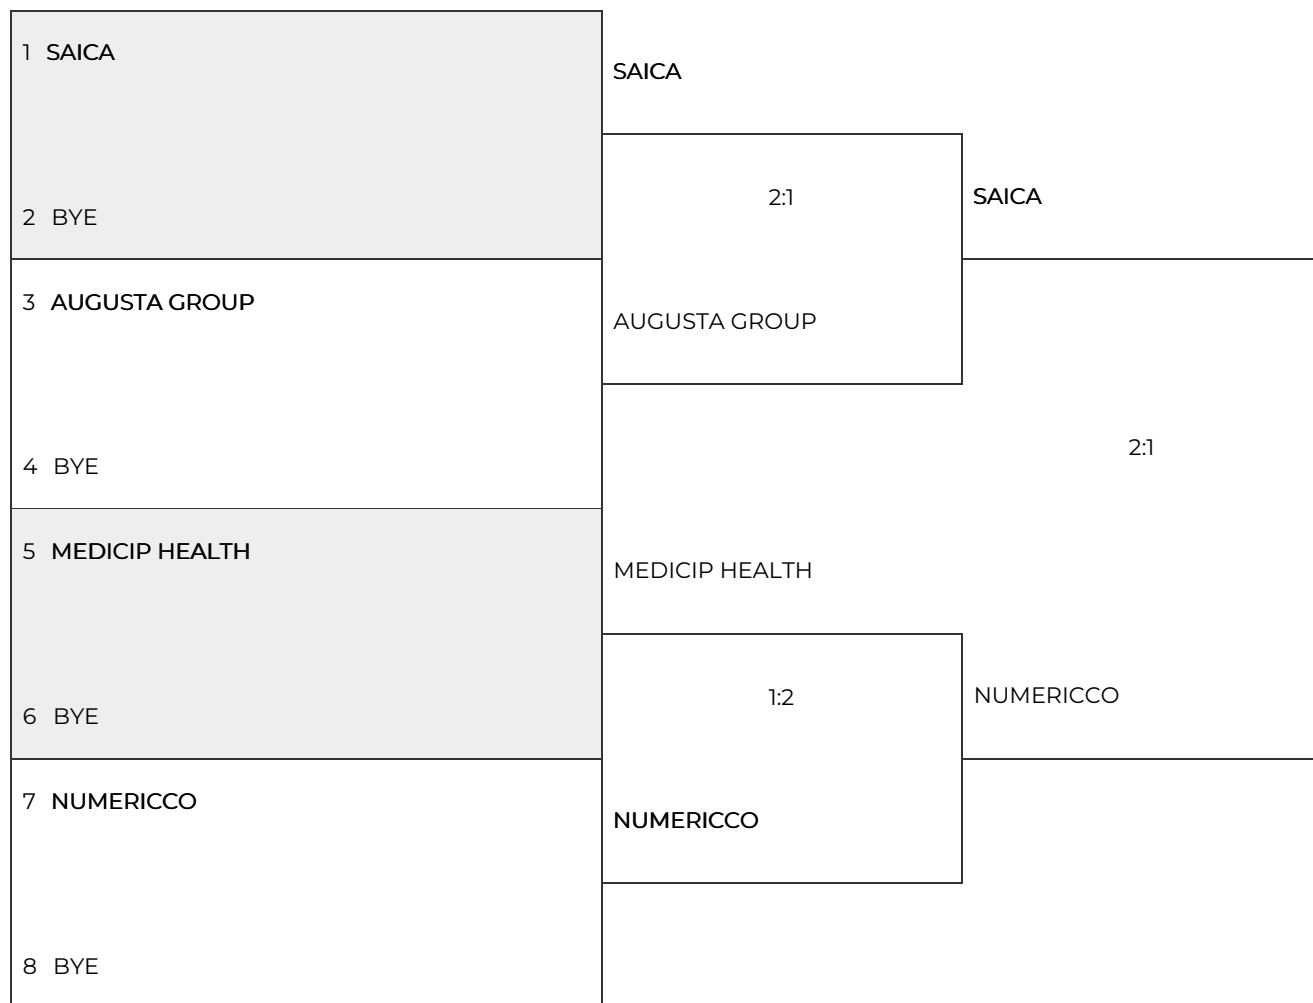 1 SAICA
2 BYE
3 AUGUSTA GROUP
4 BYE
5 MEDICIP HEALTH
6 BYE
7 NUMERICCO
8 BYE
SAICA
2:1
AUGUSTA GROUP
MEDICIP HEALTH
1:2
NUMERICCO
SAICA
2:1
NUMERICCO